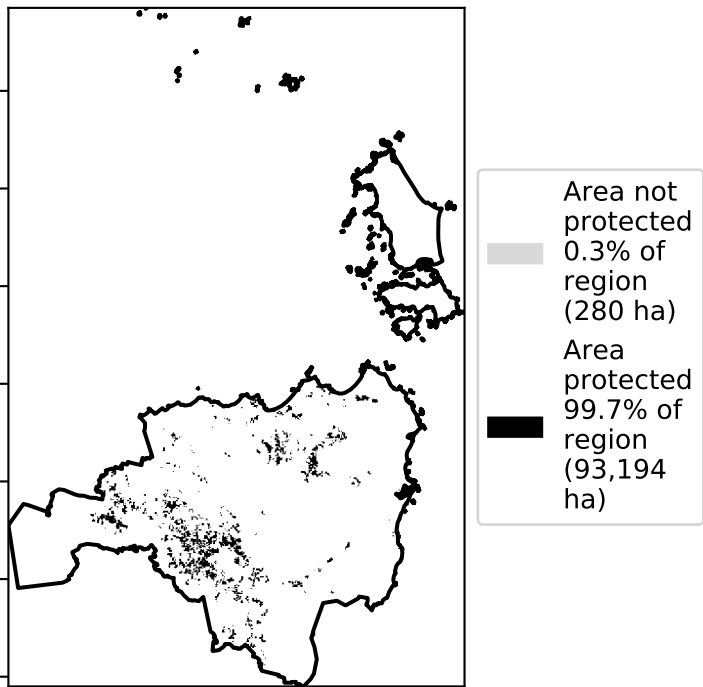 Area not
protected
0.3% of
region
(280 ha)
Area
protected
99.7% of
region
(93,194
ha)